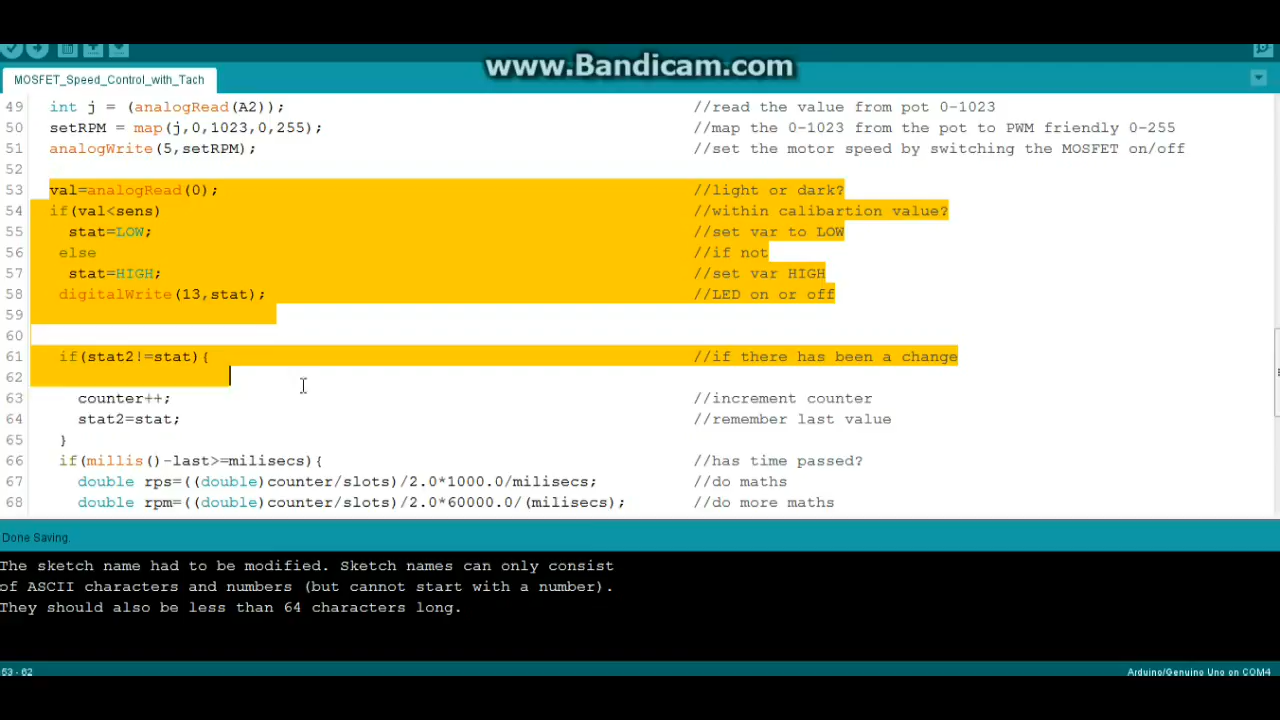 www.Bandicam.com
MOSFET_Speed_Control_with_Tach
49 int j = (analogRead(A2)); //read the value from pot 0-1023
50 setRPM = map(j,0,1023,0,255); //map the 0-1023 from the pot to PWM friendly 0-255
51 analogWrite(5,setRPM); //set the motor speed by switching the MOSFET on/off
52
53 val=analogRead(0); //light or dark?
54 if(val<sens) //within calibartion value?
55 stat=LOW; //set var to LOW
56 else //if not
57 stat=HIGH; //set var HIGH
58 digitalWrite(13,stat); //LED on or off
59
60
61 if(stat2!=stat){ //if there has been a change
62
63 counter++; //increment counter
64 stat2=stat; //remember last value
65 }
66 if(millis()-last>=milisecs){ //has time passed?
67 double rps=((double)counter/slots)/2.0*1000.0/milisecs; //do maths
68 double rpm=((double)counter/slots)/2.0*60000.0/(milisecs); //do more maths
Done Saving.
The sketch name had to be modified. Sketch names can only consist
of ASCII characters and numbers (but cannot start with a number).
They should also be less than 64 characters long.
53 - 62 Arduino/Genuino Uno on COM4